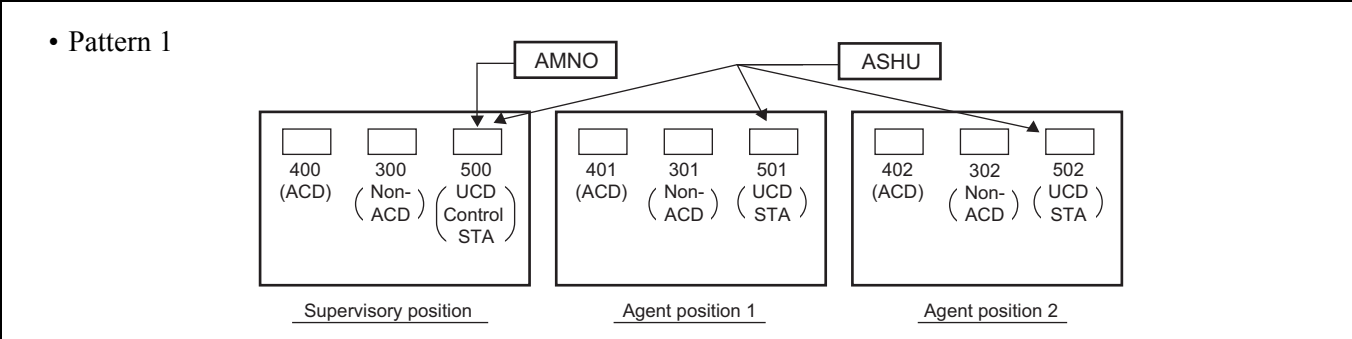 • Pattern 1
AMNO
ASHU
400
(ACD)
300
(Non-
ACD)
500
(UCD
Control
STA)
401
(ACD)
301
(Non-
ACD)
501
(UCD
STA)
402
(ACD)
302
(Non-
ACD)
502
(UCD
STA)
Supervisory position
Agent position 1
Agent position 2